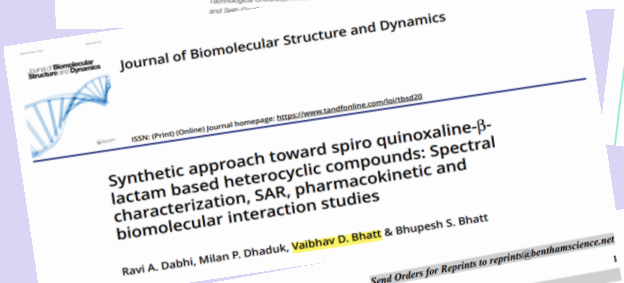 Journal of Biomolecular Structure and Dynamics
Journal of Biomolecular
Structure and Dynamics
ISSN: (Print) (Online) Journal homepage: https://www.tandfonline.com/loi/tbsd20
Synthetic approach toward spiro quinoxaline-β-
lactam based heterocyclic compounds: Spectral
characterization, SAR, pharmacokinetic and
biomolecular interaction studies
Ravi A. Dabhi, Milan P. Dhaduk, Vaibhav D. Bhatt & Bhupesh S. Bhatt
Send Orders for Reprints to reprints@benthamscience.net
1